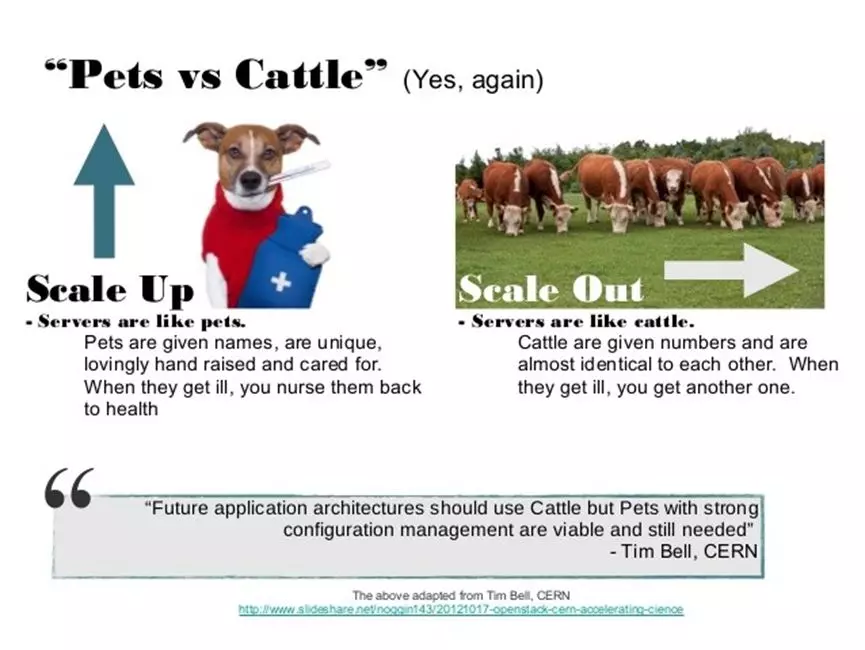 “Pets vs Cattle” (Yes, again)
Scale Up
- Servers are like pets.
Pets are given names, are unique,
lovingly hand raised and cared for.
When they get ill, you nurse them back
to health
Scale Out
- Servers are like cattle.
Cattle are given numbers and are
almost identical to each other. When
they get ill, you get another one.
“Future application architectures should use Cattle but Pets with strong
configuration management are viable and still needed”
- Tim Bell, CERN
The above adapted from Tim Bell, CERN
http://www.slideshare.net/noggin143/20121017-openstack-cern-accelerating-cience